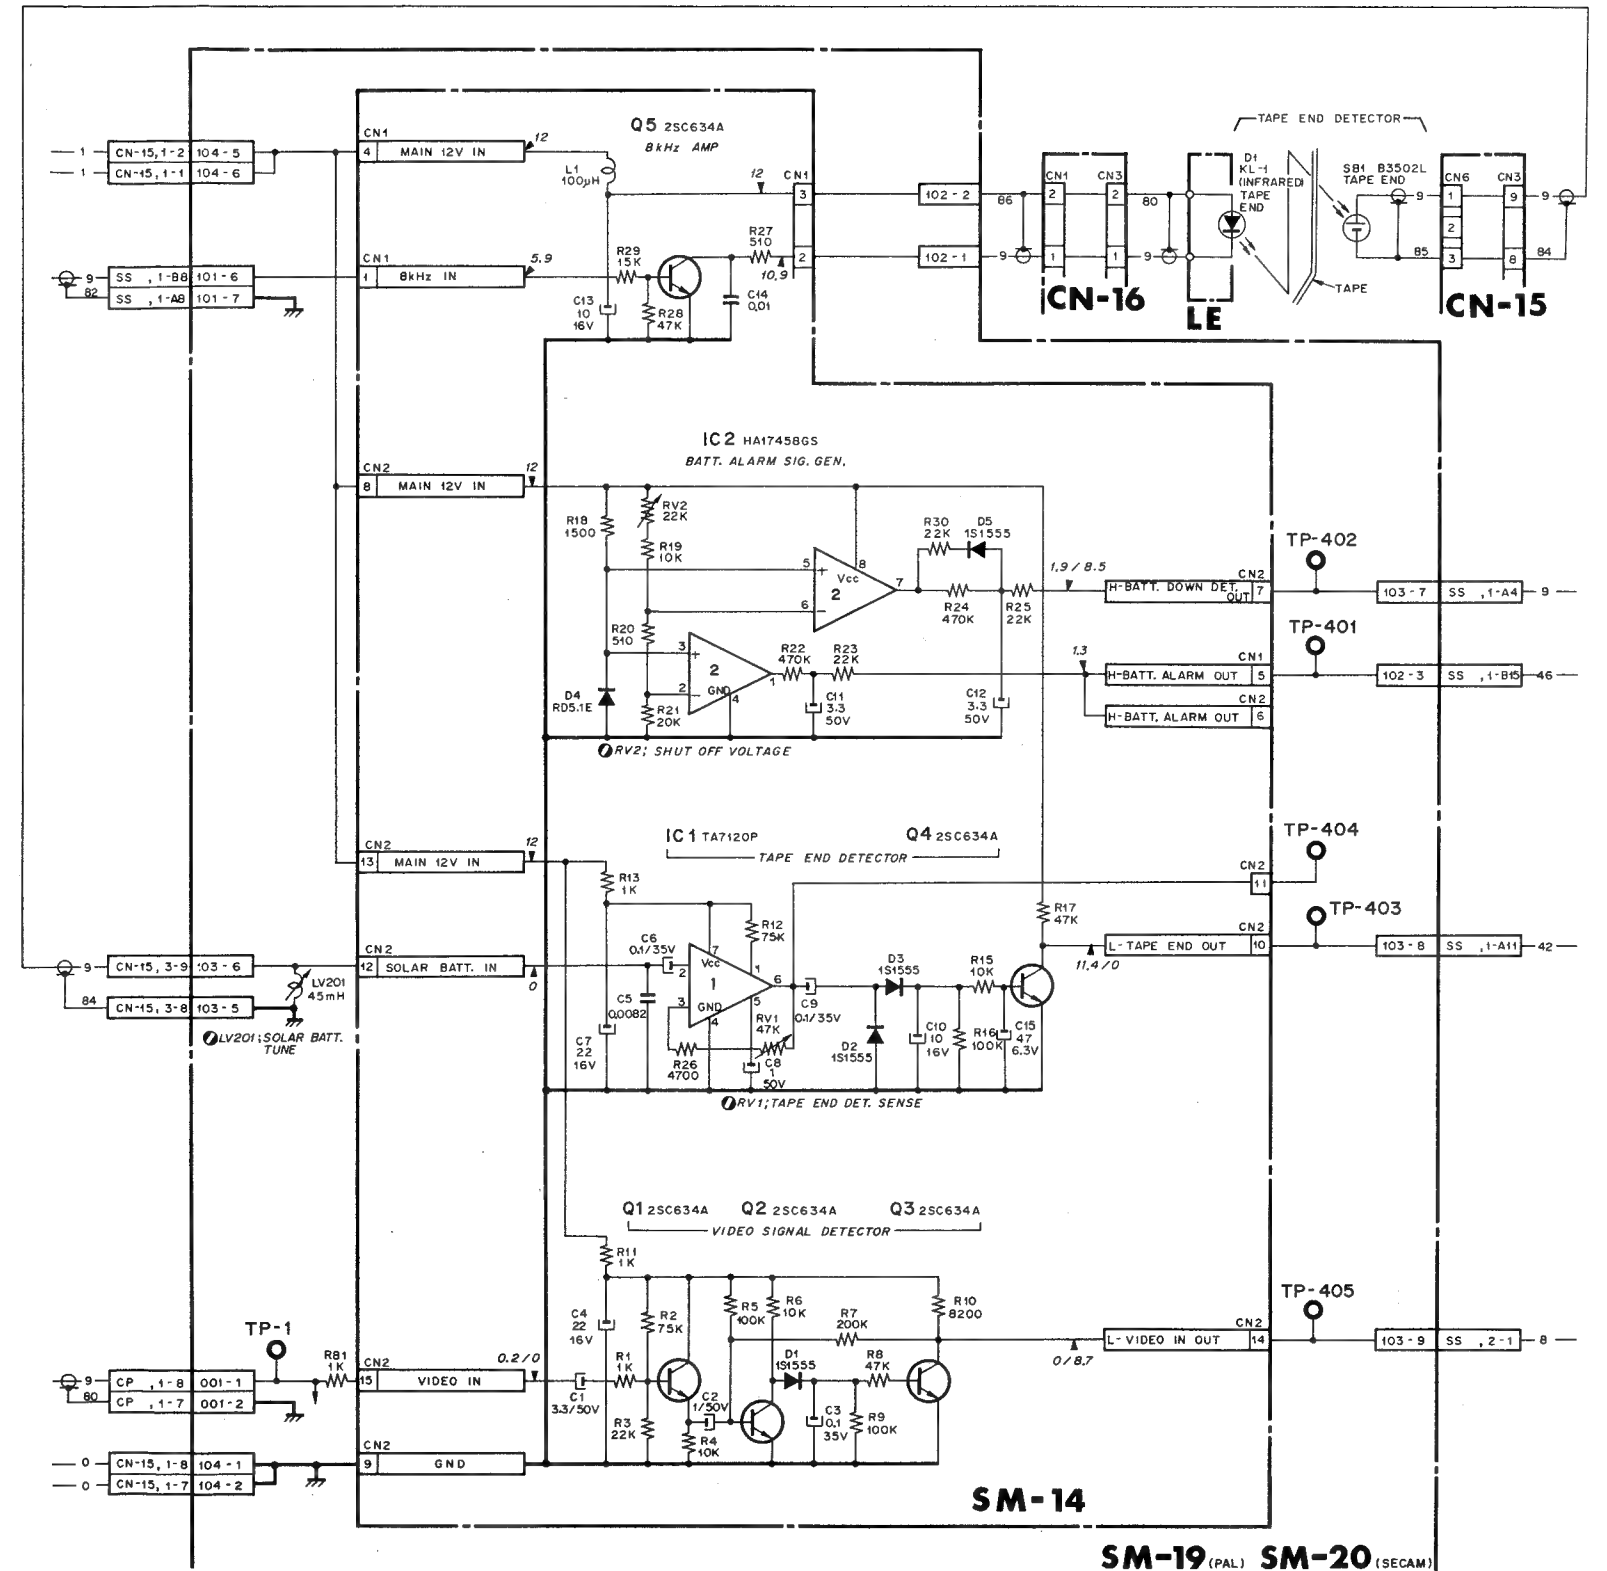 Q5 2SC634A
8kHz AMP
TAPE END DETECTOR
1
CN-15, 1-2
104-5
1
CN-15, 1-1
104-6
CN1
4
MAIN 12V IN
12
L1
100µH
12
CN1
3
102-2
86
CN1
2
CN3
2
80
D1
KL-1
(INFRARED)
TAPE
END
SB1 B3502L
TAPE END
9
CN6
1
2
3
CN3
9
8
9
85
84
9
SS ,1-B8
101-6
82
SS ,1-A8
101-7
CN1
1
8kHz IN
5.9
R29
15K
R27
510
2
10,9
102-1
9
1
1
9
C13
10
16V
R28
47K
C14
0.01
CN-16
LE
TAPE
CN-15
IC2 HA17458GS
BATT. ALARM SIG. GEN.
CN2
8
MAIN 12V IN
12
R18
1500
RV2
22K
R19
10K
R30
22K
D5
1S1555
5
+
Vcc
8
2
6
−
7
R24
470K
R25
22K
1.9 / 8.5
CN2
H-BATT. DOWN DET.
OUT
7
TP-402
103-7
SS ,1-A4
9
R20
510
3
+
2
2
−
GND
4
1
R22
470K
R23
22K
1.3
CN1
H-BATT. ALARM OUT
5
TP-401
102-3
SS ,1-B15
46
CN2
H-BATT. ALARM OUT
6
D4
RD5.1E
R21
20K
C11
3.3
50V
C12
3.3
50V
RV2; SHUT OFF VOLTAGE
IC1 TA7120P
Q4 2SC634A
TAPE END DETECTOR
CN2
13
MAIN 12V IN
12
R13
1K
R12
75K
CN2
11
TP-404
R17
47K
CN2
L-TAPE END OUT
10
11.4/0
TP-403
103-8
SS ,1-A11
42
9
CN-15, 3-9
103-6
84
CN-15, 3-8
103-5
LV201
45mH
LV201;SOLAR BATT.
TUNE
CN2
12
SOLAR BATT. IN
0
C6
0.1/35V
C5
0.0082
C7
22
16V
2
7
Vcc
1
1
3
GND
4
5
6
RV1
47K
R26
4700
C8
1
50V
C9
0.1/35V
D3
1S1555
D2
1S1555
C10
10
16V
R15
10K
R16
100K
C15
47
6.3V
RV1;TAPE END DET. SENSE
Q1 2SC634A
Q2 2SC634A
Q3 2SC634A
VIDEO SIGNAL DETECTOR
R11
1K
C4
22
16V
R2
75K
R5
100K
R6
10K
R7
200K
R10
8200
CN2
L-VIDEO IN OUT
14
0/8.7
TP-405
103-9
SS ,2-1
8
TP-1
R81
1K
9
CP ,1-8
001-1
80
CP ,1-7
001-2
CN2
15
VIDEO IN
0.2/0
C1
3.3/50V
R1
1K
R3
22K
C2
1/50V
R4
10K
D1
1S1555
C3
0.1
35V
R8
47K
R9
100K
0
CN-15, 1-8
104-1
0
CN-15, 1-7
104-2
CN2
9
GND
SM-14
SM-19 (PAL) SM-20 (SECAM)